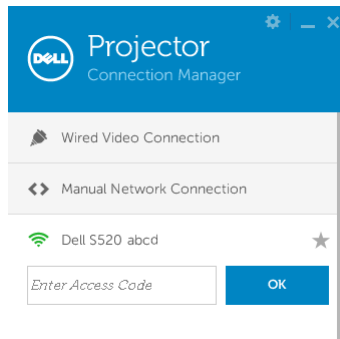 DELL
Projector
Connection Manager
Wired Video Connection
Manual Network Connection
Dell S520 abcd
Enter Access Code
OK